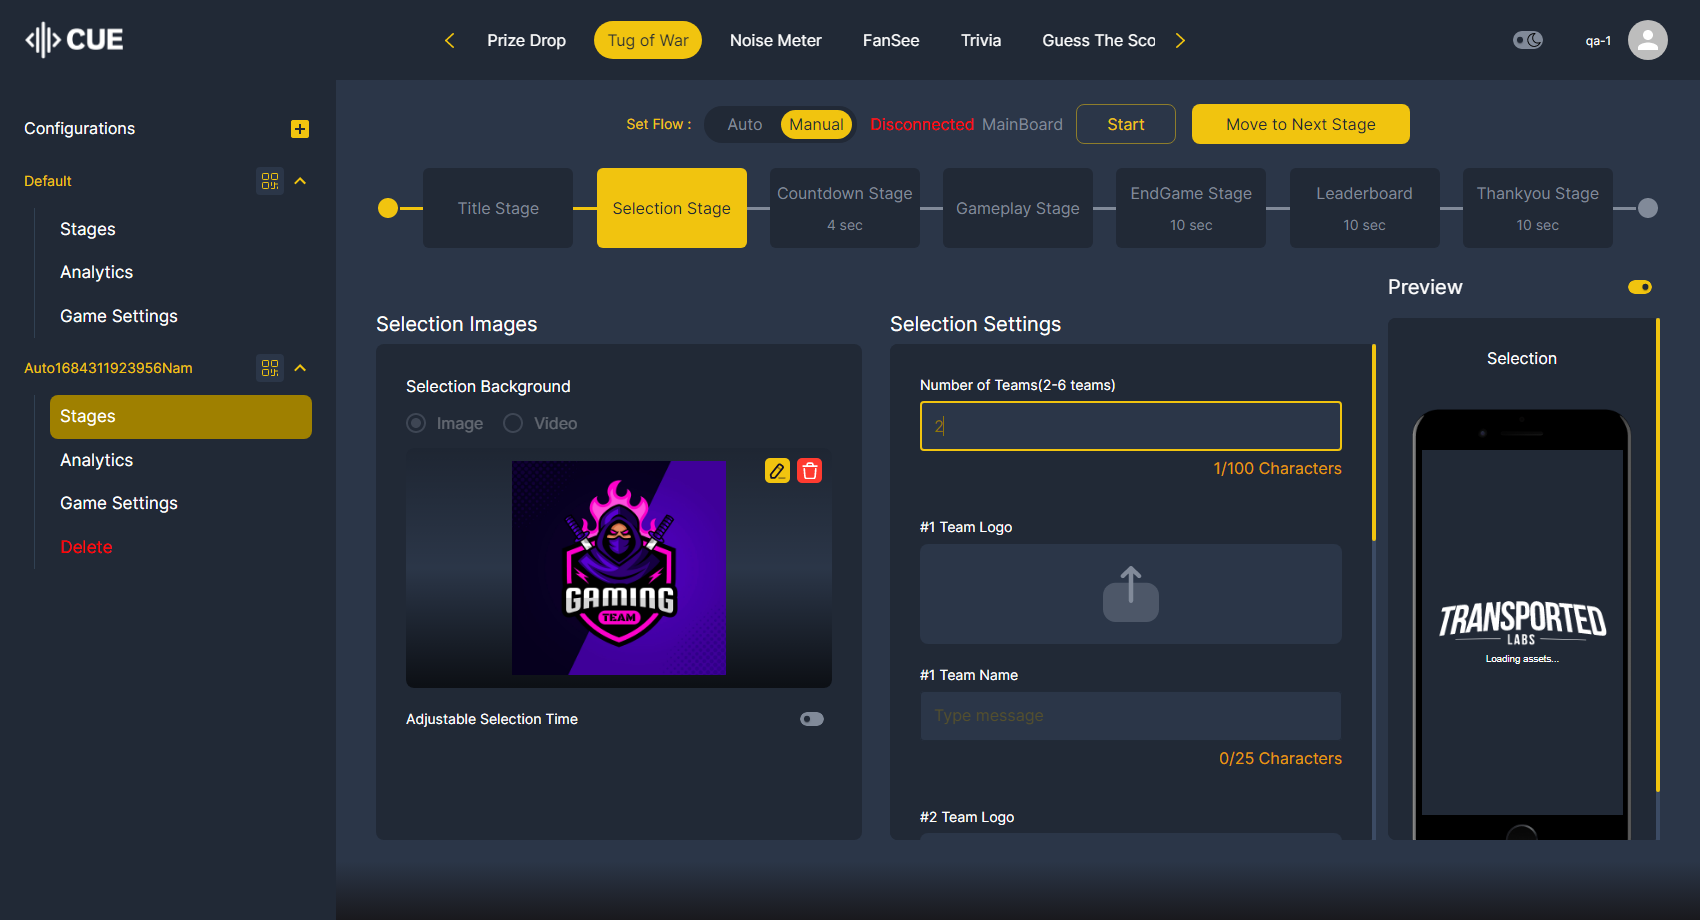 CUE
Prize Drop
Tug of War
Noise Meter
FanSee
Trivia
Guess The Sco
qa-1
Configurations
Default
Stages
Analytics
Game Settings
Auto1684311923956Nam
Stages
Analytics
Game Settings
Delete
Set Flow :
Auto
Manual
Disconnected MainBoard
Start
Move to Next Stage
Title Stage
Selection Stage
Countdown Stage
4 sec
Gameplay Stage
EndGame Stage
10 sec
Leaderboard
10 sec
Thankyou Stage
10 sec
Selection Images
Selection Background
Image
Video
GAMING
TEAM
Adjustable Selection Time
Selection Settings
Number of Teams(2-6 teams)
2
1/100 Characters
#1 Team Logo
#1 Team Name
Type message
0/25 Characters
#2 Team Logo
Preview
Selection
TRANSPORTED
LABS
Loading assets...